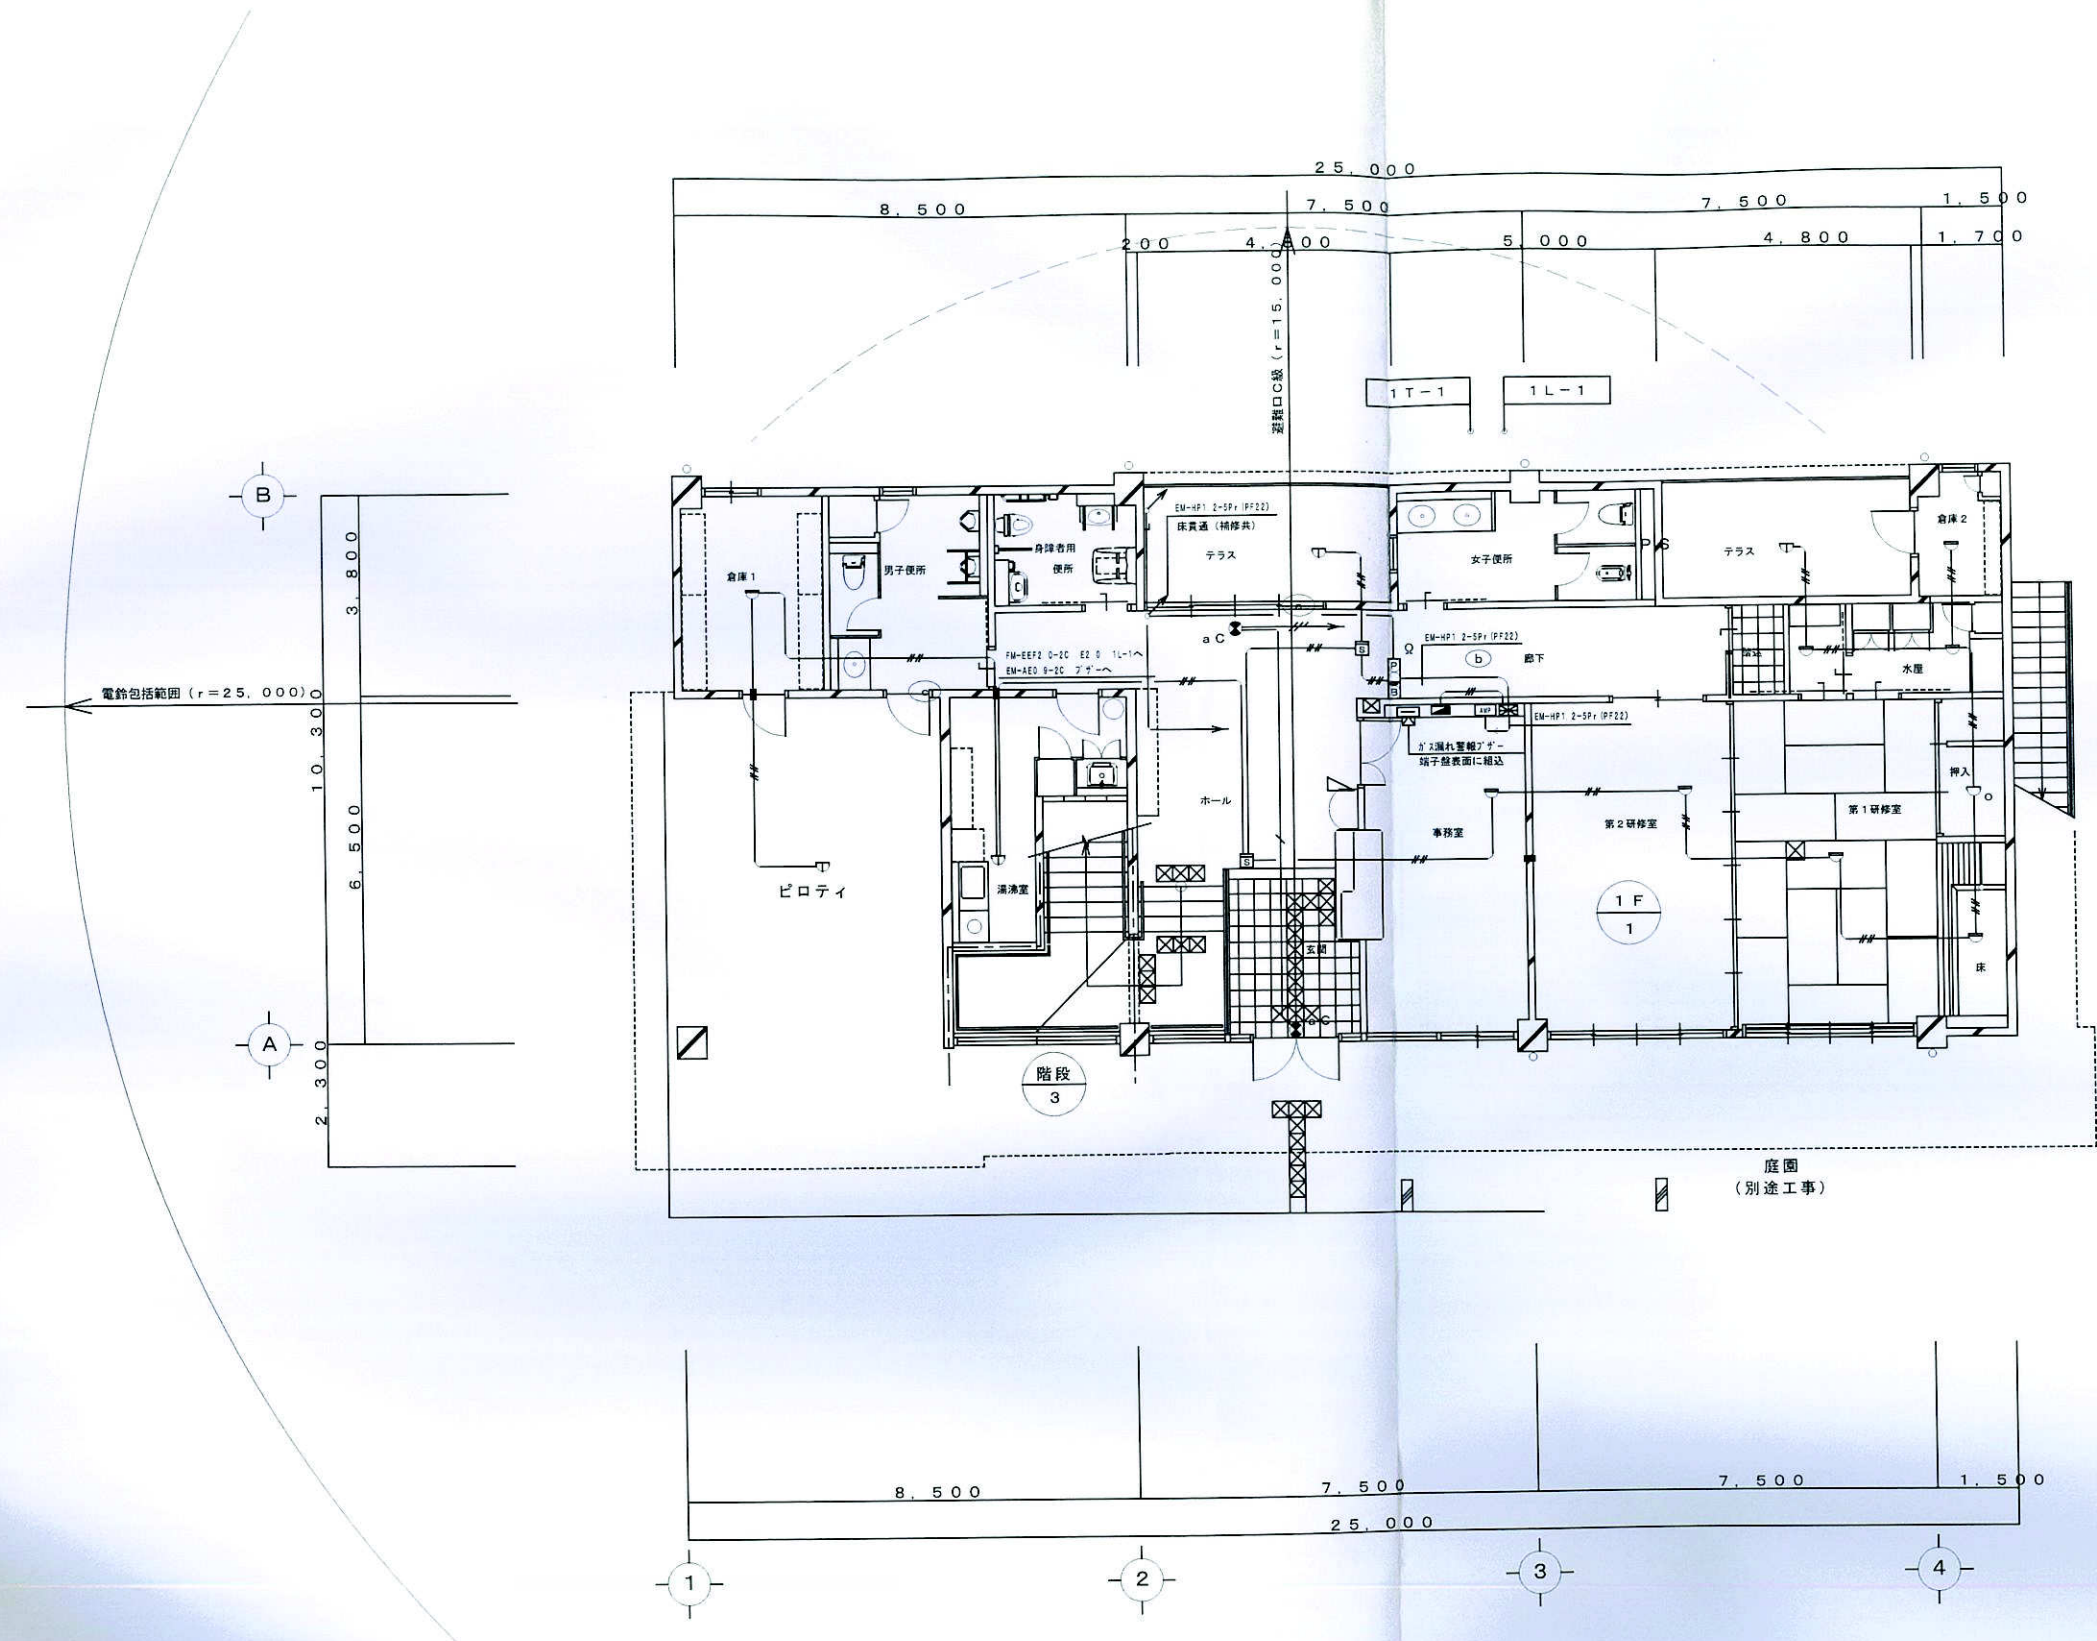 25,000
8,500
7,500
7,500
1,500
200
4,800
5,000
4,800
1,700
避難口C級(r=15,000)
1T-1
1L-1
B
3,800
EM-HP1.2-5Pr(PF22)
床貫通(補修共)
テラス
身障者用
便所
倉庫1
男子便所
女子便所
PS
テラス
倉庫2
aC
EM-HP1.2-5Pr(PF22)
b
廊下
水屋
EM-AE0.9-2C ブザーへ
電鈴包括範囲(r=25,000)
10,300
S
P
B
AMP
EM-HP1.2-5Pr(PF22)
ガス漏れ警報ブザー
端子盤表面に組込
押入
ホール
事務室
第2研修室
第1研修室
6,500
S
ピロティ
湯沸室
1F
1
玄関
床
aC
A
2,300
階段
3
庭園
(別途工事)
8,500
7,500
7,500
1,500
25,000
1
2
3
4